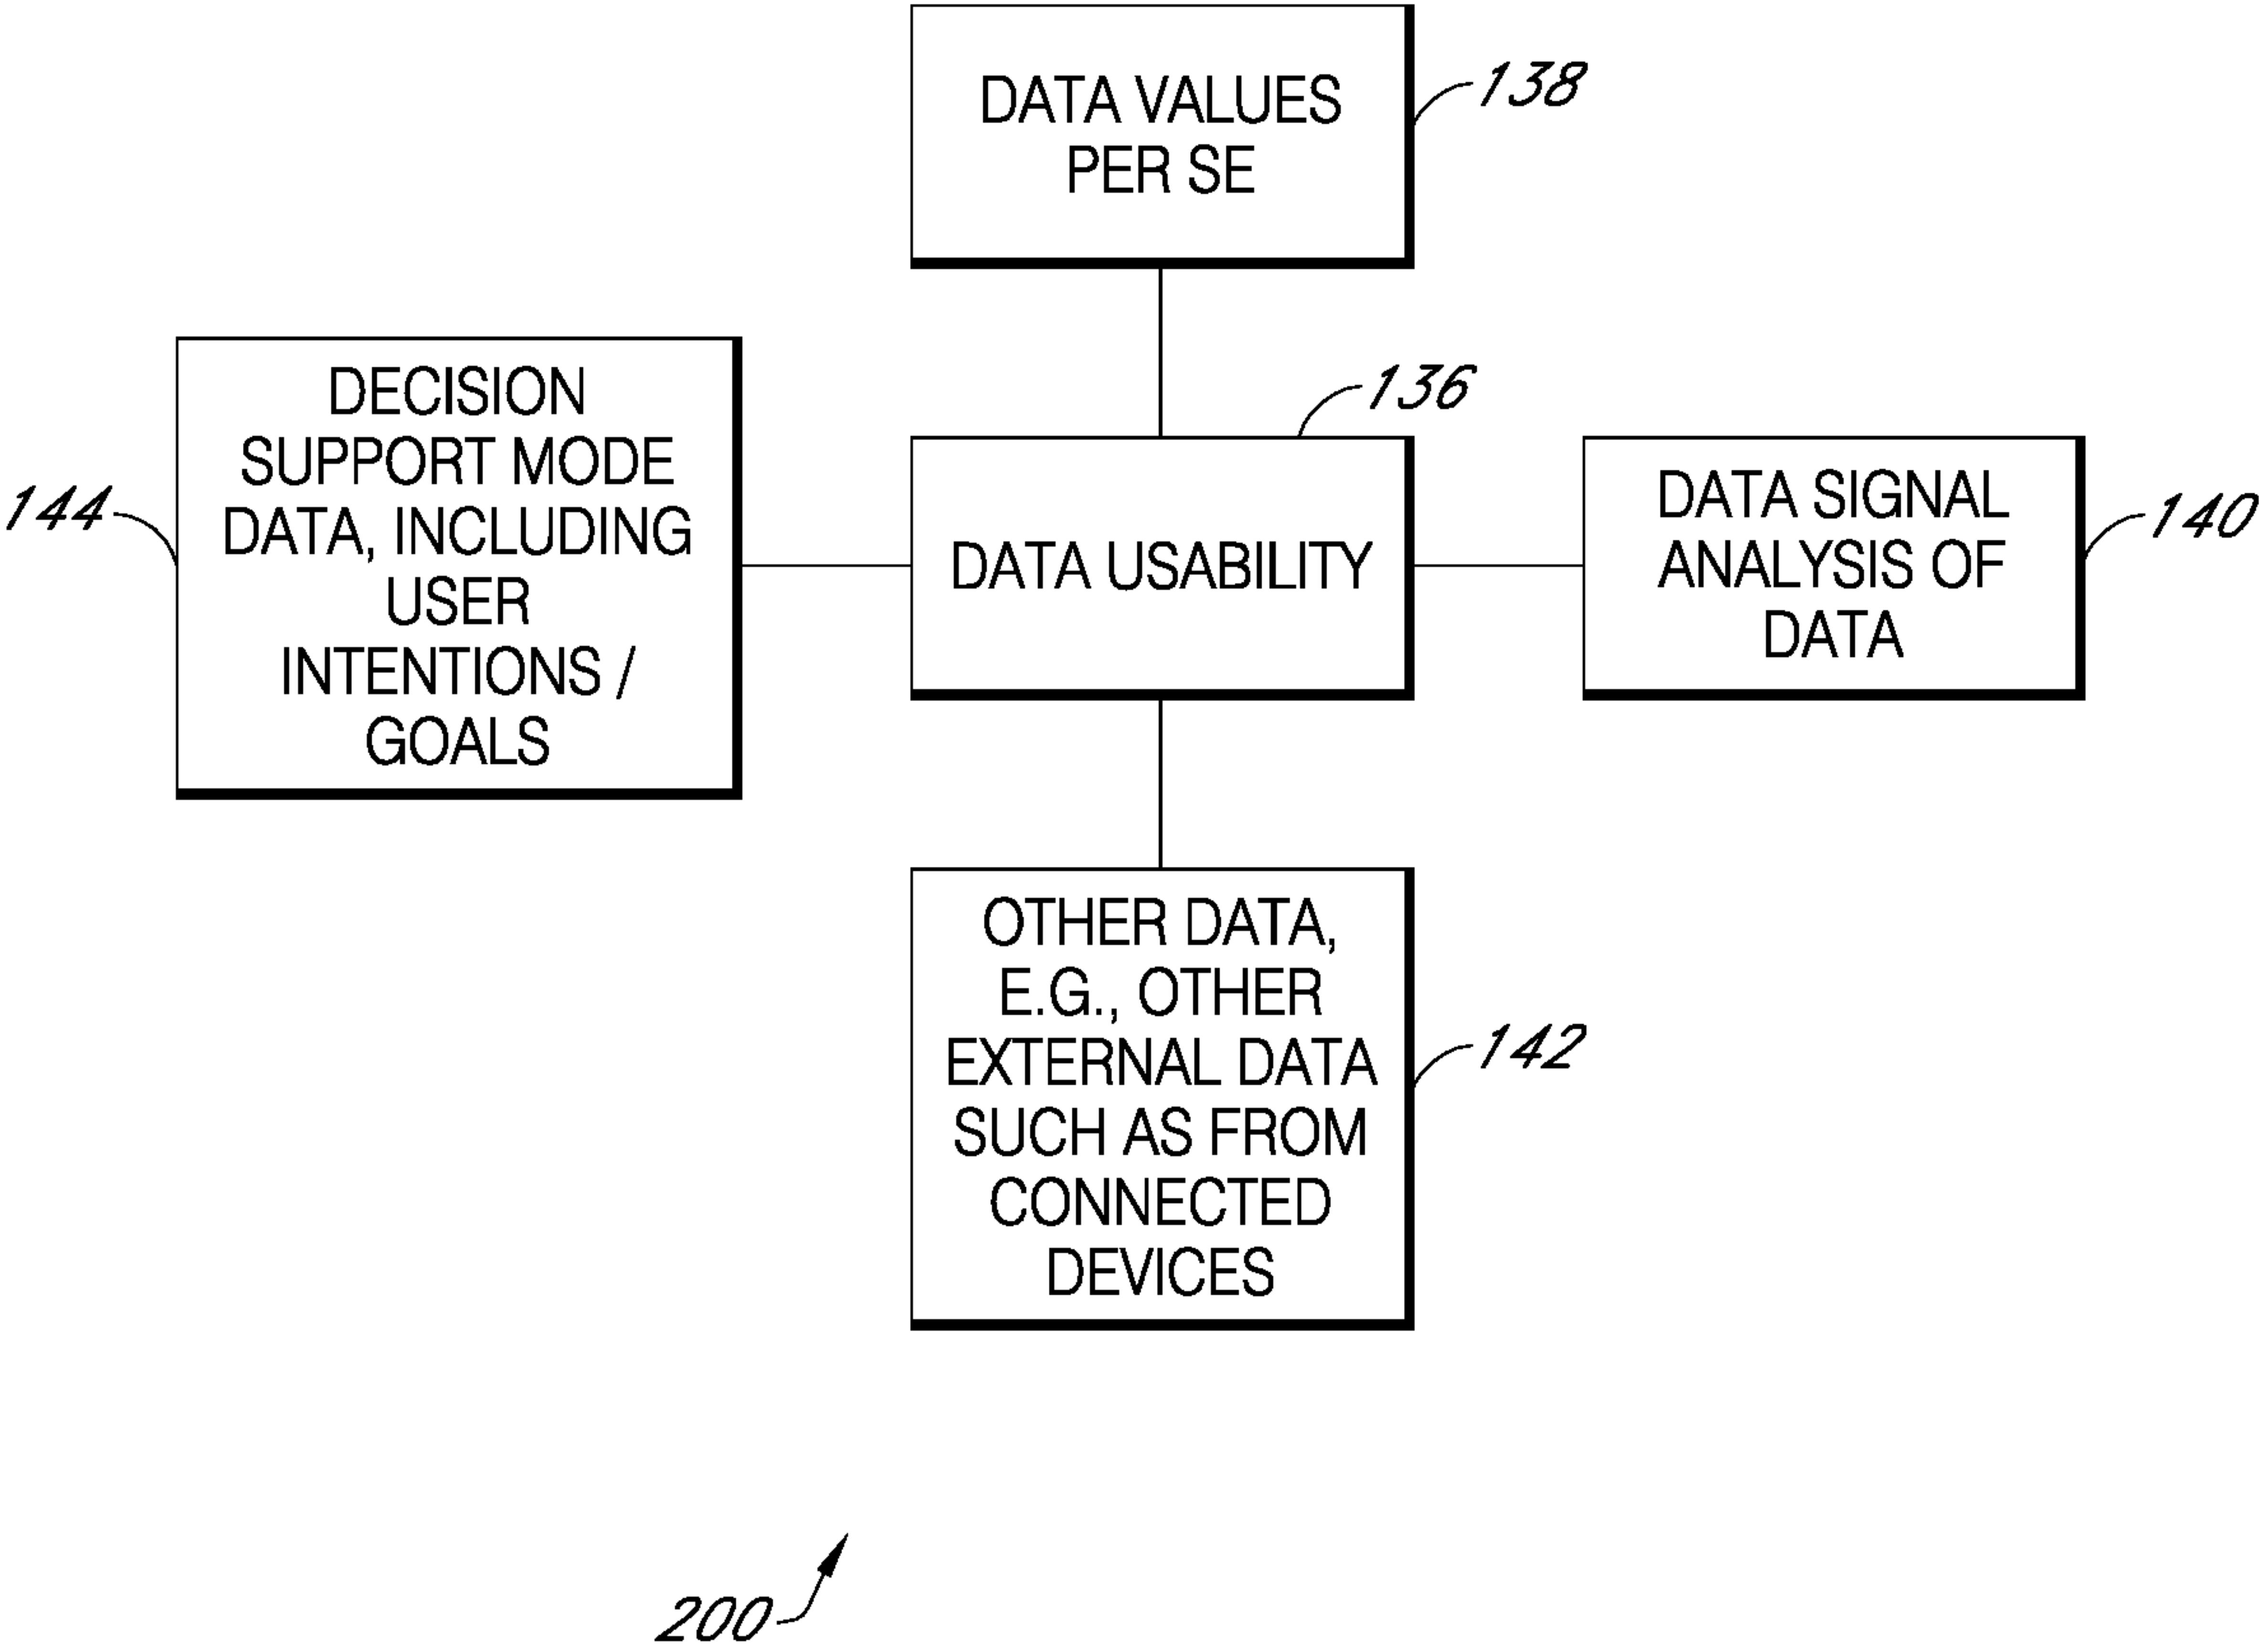 DATA VALUES
PER SE
138
DECISION
SUPPORT MODE
DATA, INCLUDING
USER
INTENTIONS /
GOALS
144
136
DATA USABILITY
DATA SIGNAL
ANALYSIS OF
DATA
140
OTHER DATA,
E.G., OTHER
EXTERNAL DATA
SUCH AS FROM
CONNECTED
DEVICES
142
200